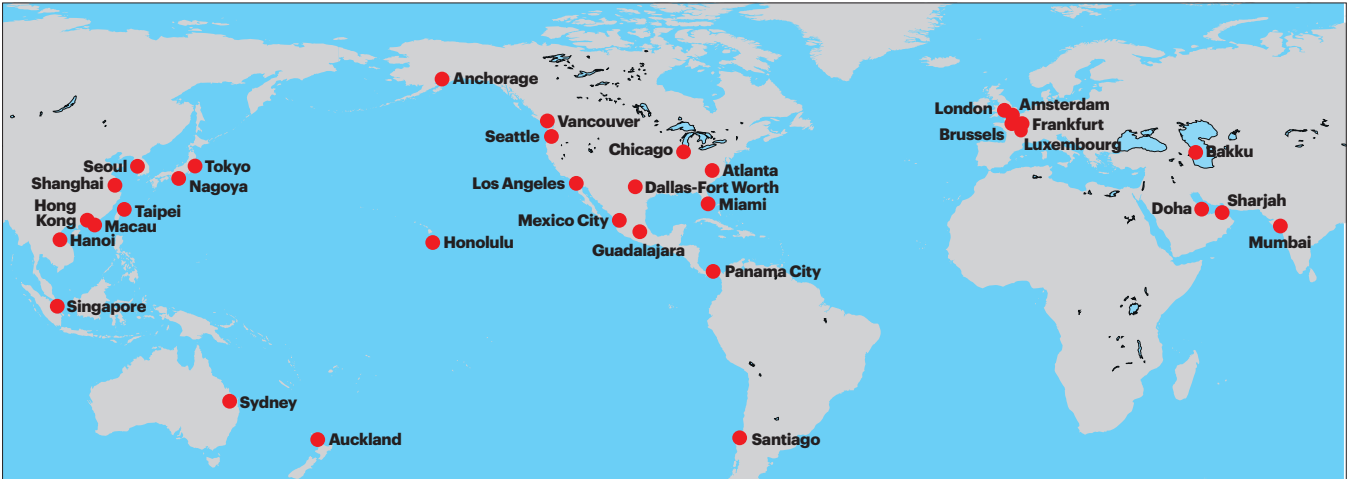 Anchorage
London
Amsterdam
Vancouver
Frankfurt
Seattle
Brussels
Luxembourg
Chicago
Bakku
Seoul
Tokyo
Atlanta
Shanghai
Nagoya
Los Angeles
Dallas-Fort Worth
Miami
Doha
Sharjah
Hong
Kong
Taipei
Macau
Mexico City
Hanoi
Honolulu
Guadalajara
Mumbai
Panama City
Singapore
Sydney
Auckland
Santiago